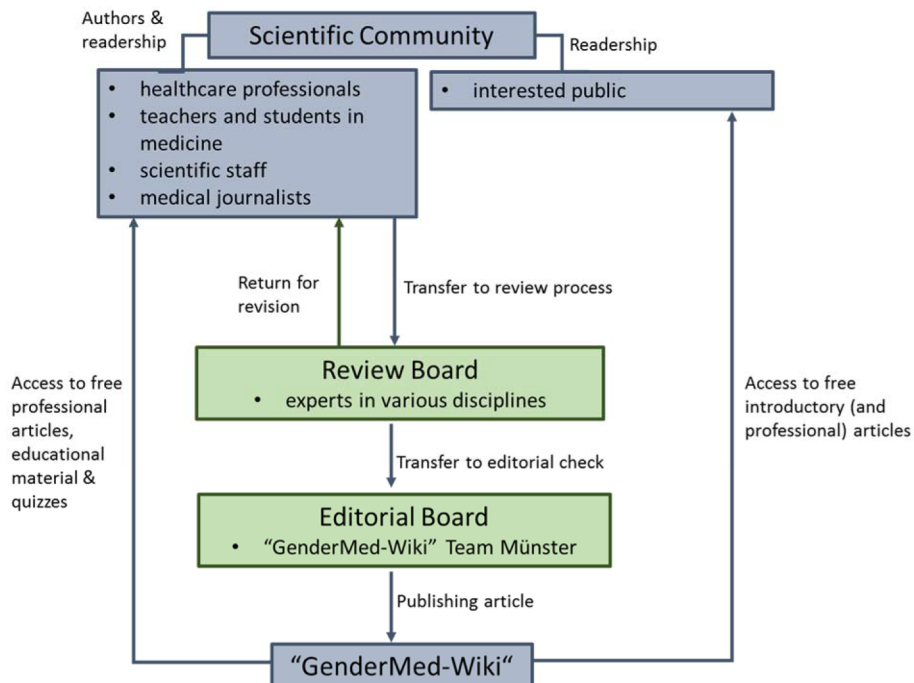 Authors &
readership
Scientific Community
Readership
• healthcare professionals
• teachers and students in
medicine
• scientific staff
• medical journalists
• interested public
Return for
revision
Transfer to review process
Review Board
• experts in various disciplines
Access to free
professional
articles,
educational
material &
quizzes
Access to free
introductory (and
professional) articles
Transfer to editorial check
Editorial Board
• “GenderMed-Wiki” Team Münster
Publishing article
“GenderMed-Wiki“